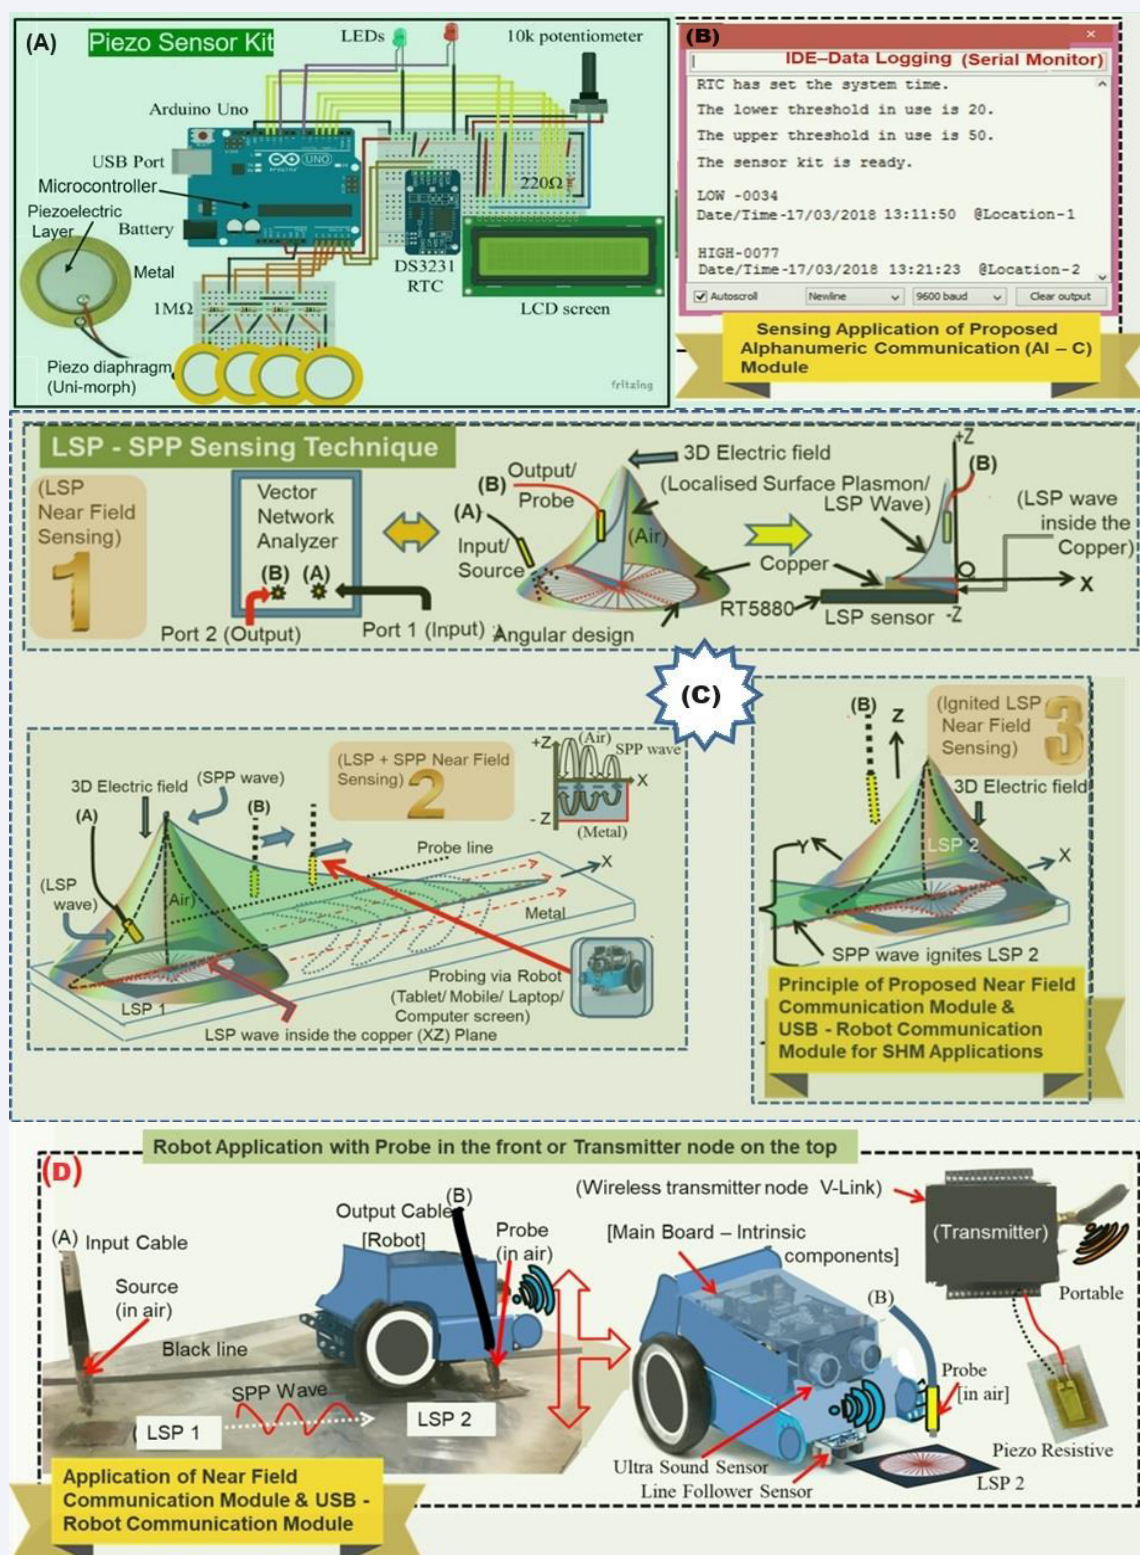 (A)
Piezo Sensor Kit
LEDs
10k potentiometer
Arduino Uno
UNO
USB Port
Microcontroller
Piezoelectric
Layer
Battery
Metal
1MΩ
220Ω
DS3231
RTC
LCD screen
Piezo diaphragm
(Uni-morph)
fritzing
(B)
IDE–Data Logging (Serial Monitor)
RTC has set the system time.
The lower threshold in use is 20.
The upper threshold in use is 50.
The sensor kit is ready.
LOW -0034
Date/Time-17/03/2018 13:11:50 @Location-1
HIGH-0077
Date/Time-17/03/2018 13:21:23 @Location-2
Autoscroll
Newline
9600 baud
Clear output
Sensing Application of Proposed
Alphanumeric Communication (Al – C)
Module
LSP - SPP Sensing Technique
(LSP
Near Field
Sensing)
1
Vector
Network
Analyzer
(B) (A)
Port 2 (Output)
Port 1 (Input)
(B)
Output/
Probe
(A)
Input/
Source
3D Electric field
(Localised Surface Plasmon/
LSP Wave)
(Air)
Copper
RT5880
Angular design
+Z
(B)
(LSP wave
inside the
Copper)
O
X
-Z
LSP sensor
(C)
(LSP + SPP Near Field
Sensing)
2
+Z
(Air)
SPP wave
X
- Z
(Metal)
(SPP wave)
3D Electric field
(A)
(B)
(LSP
wave)
Air)
Probe line
X
Metal
LSP 1
Probing via Robot
(Tablet/ Mobile/ Laptop/
Computer screen)
LSP wave inside the copper (XZ) Plane
(B)
Z
(Ignited LSP
Near Field
Sensing)
3
3D Electric field
LSP 2
Y
X
SPP wave ignites LSP 2
Principle of Proposed Near Field
Communication Module &
USB - Robot Communication
Module for SHM Applications
Robot Application with Probe in the front or Transmitter node on the top
(D)
(A) Input Cable
Source
(in air)
Black line
SPP Wave
LSP 1
LSP 2
Output Cable
[Robot]
(B)
Probe
(in air)
(Wireless transmitter node V-Link)
[Main Board – Intrinsic
components]
(Transmitter)
Portable
(B)
Probe
[in air]
Piezo Resistive
Ultra Sound Sensor
Line Follower Sensor
LSP 2
Application of Near Field
Communication Module & USB -
Robot Communication Module